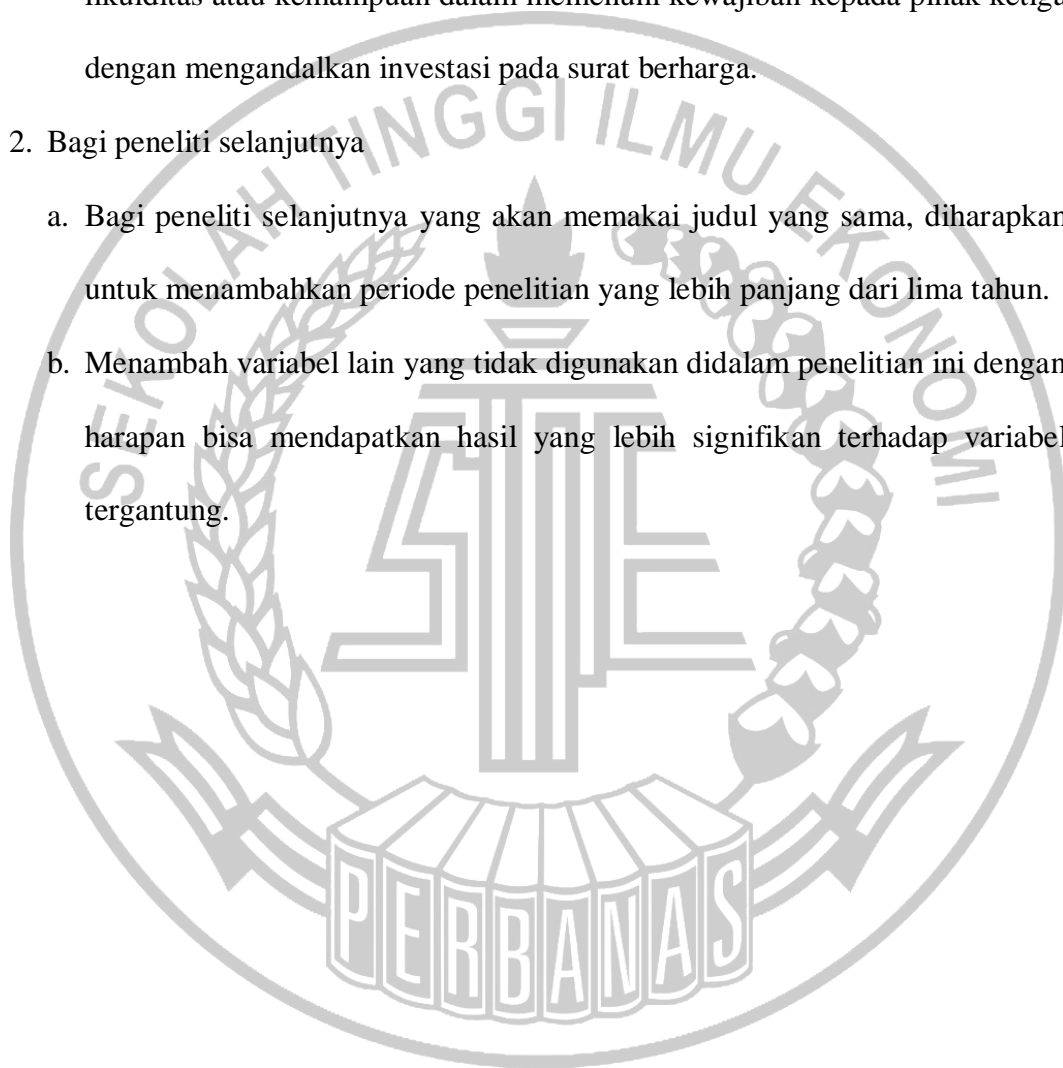 likuiditas atau kemampuan dalam memenuhi kewajiban kepada pihak ketiga
dengan mengandalkan investasi pada surat berharga.
2. Bagi peneliti selanjutnya
a. Bagi peneliti selanjutnya yang akan memakai judul yang sama, diharapkan
untuk menambahkan periode penelitian yang lebih panjang dari lima tahun.
b. Menambah variabel lain yang tidak digunakan didalam penelitian ini dengan
harapan bisa mendapatkan hasil yang lebih signifikan terhadap variabel
tergantung.
SEKOLAH TINGGI ILMU EKONOMI
PERBANAS